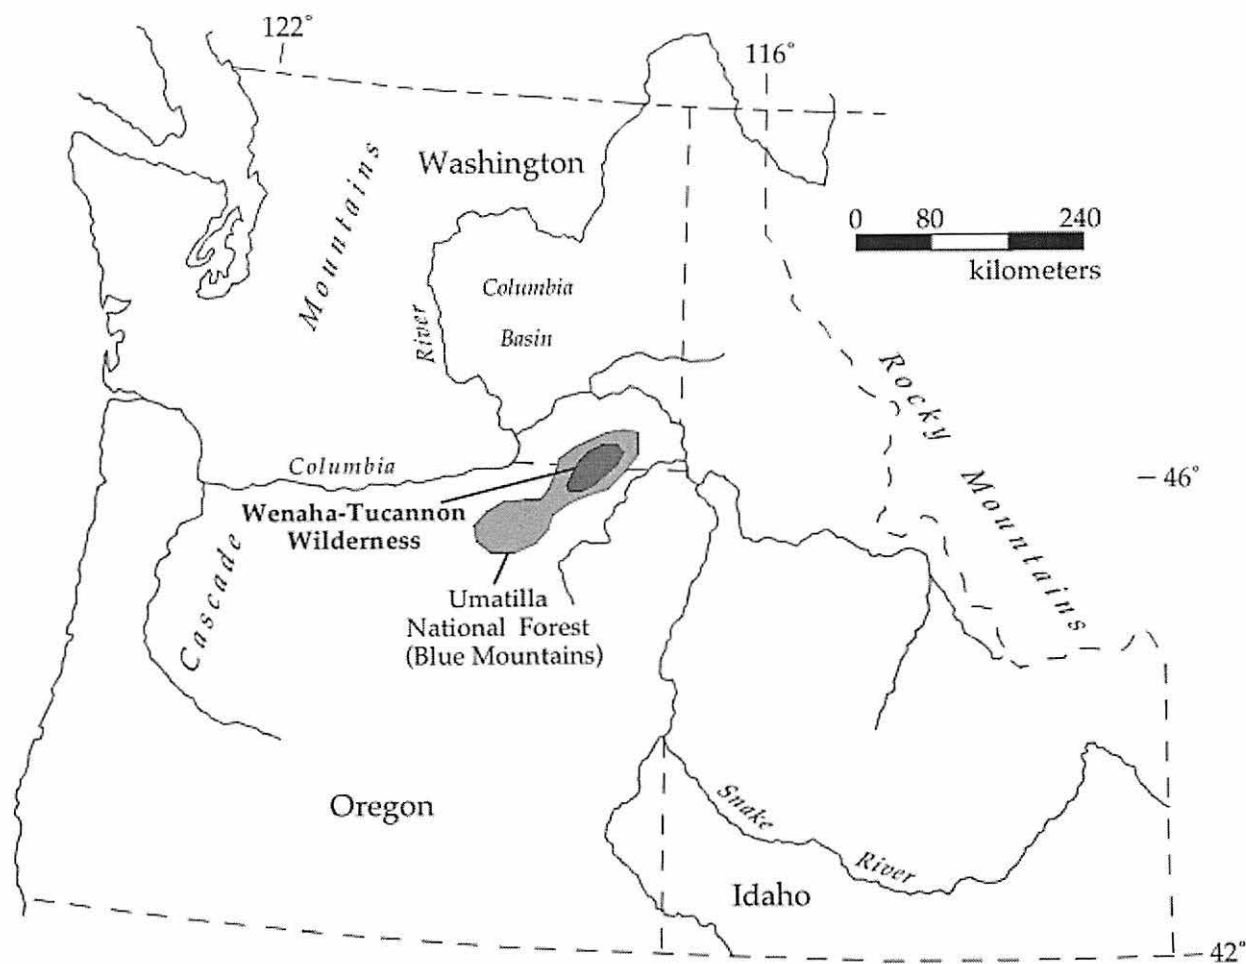 122°
116°
Washington
0 80 240
kilometers
Mountains
Columbia
Basin
River
Rocky
Mountains
Columbia
46°
Wenaha-Tucannon
Wilderness
Cascade
Umatilla
National Forest
(Blue Mountains)
Oregon
Snake
River
Idaho
42°